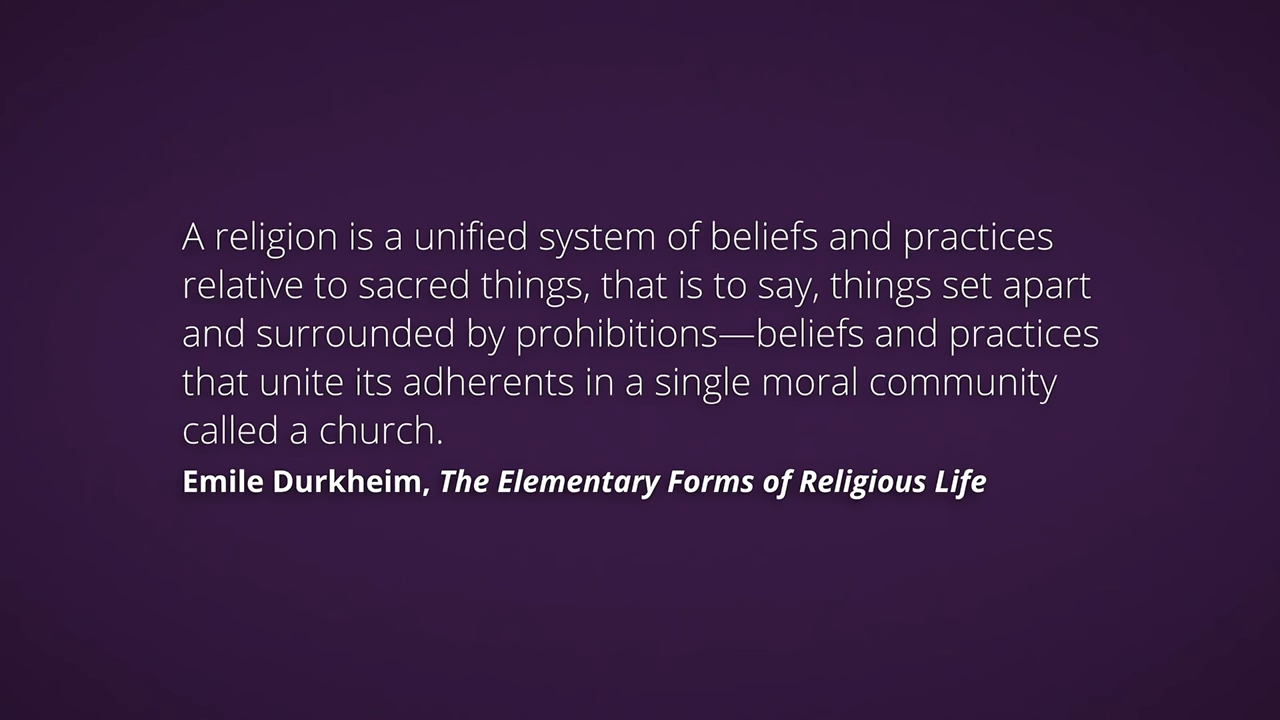 A religion is a unified system of beliefs and practices
relative to sacred things, that is to say, things set apart
and surrounded by prohibitions—beliefs and practices
that unite its adherents in a single moral community
called a church.
Emile Durkheim, The Elementary Forms of Religious Life